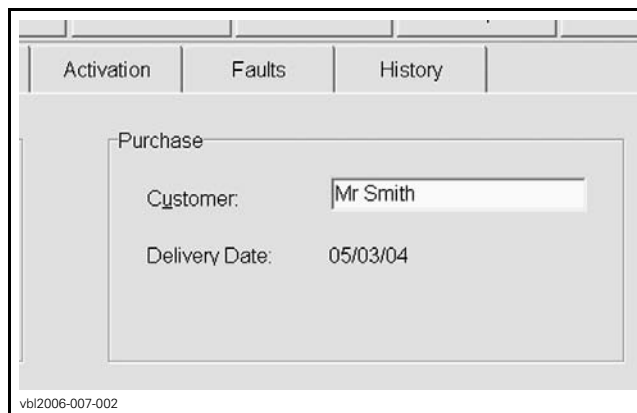 Activation Faults History
Purchase
Customer: Mr Smith
Delivery Date: 05/03/04
vbl2006-007-002